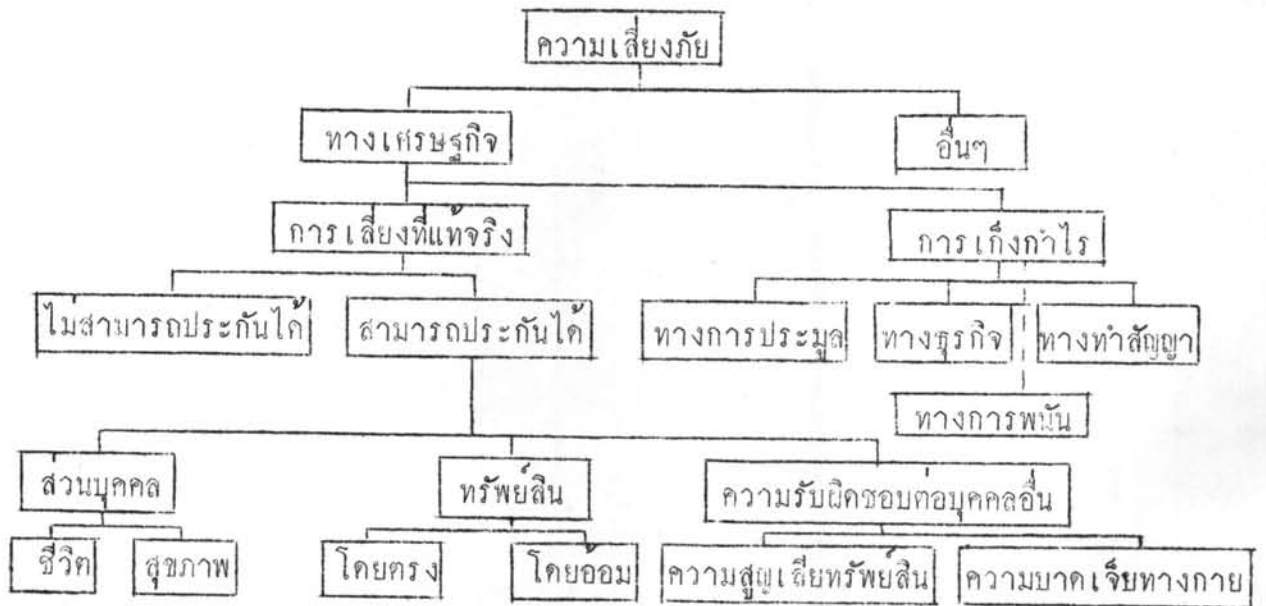 ความเสี่ยงภัย
ทางเศรษฐกิจ
อื่นๆ
การเสี่ยงที่แท้จริง
การเก็งกำไร
ไม่สามารถประกันได้
สามารถประกันได้
ทางการประมูล
ทางธุรกิจ
ทางทำสัญญา
ทางการพนัน
ส่วนบุคคล
ทรัพย์สิน
ความรับผิดชอบต่อบุคคลอื่น
ชีวิต
สุขภาพ
โดยตรง
โดยอ้อม
ความสูญเสียทรัพย์สิน
ความบาดเจ็บทางกาย